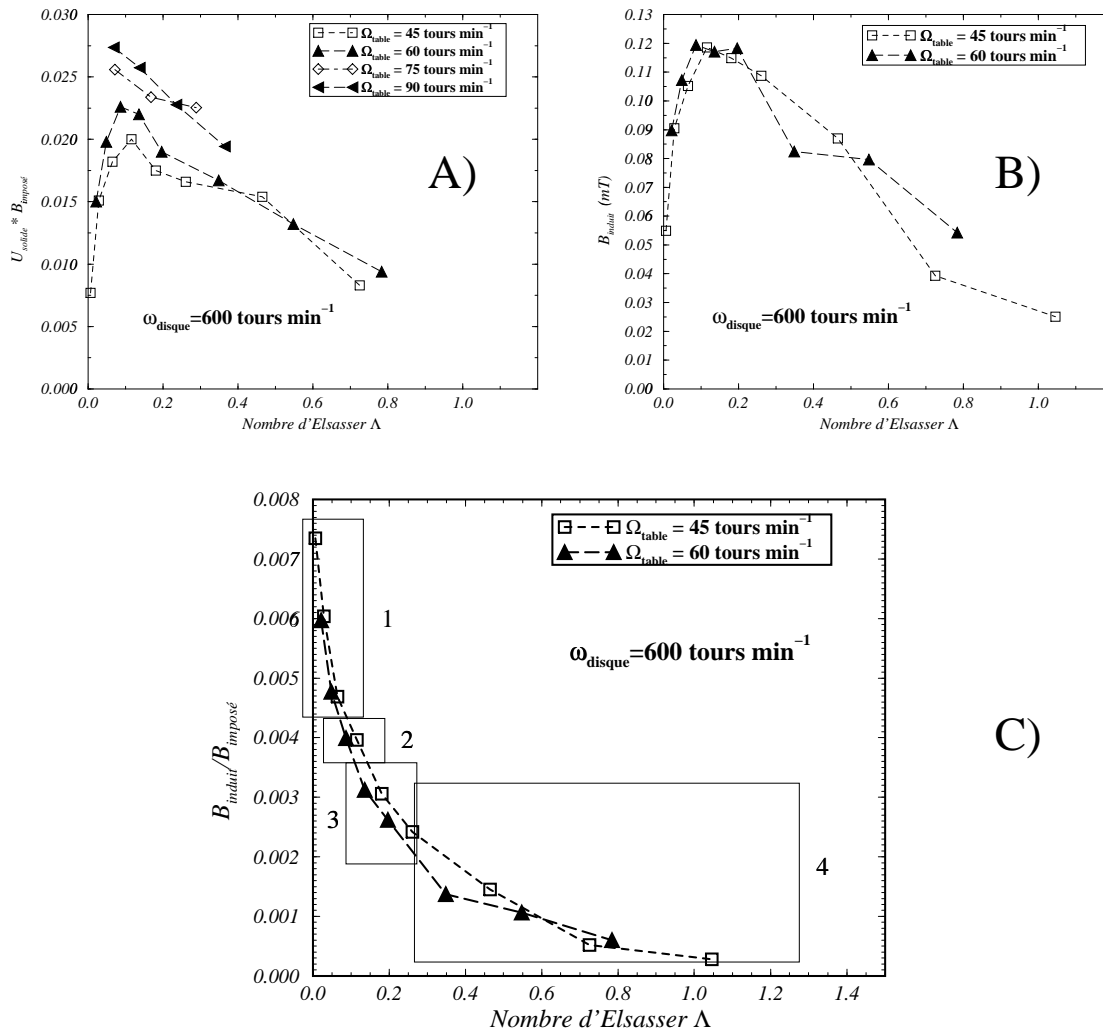 0.030
0.025
0.020
0.015
0.010
0.005
0.000
U_solide * B_imposé
0.0 0.2 0.4 0.6 0.8 1.0
Nombre d'Elsasser Λ
Ω_table = 45 tours min⁻¹
Ω_table = 60 tours min⁻¹
Ω_table = 75 tours min⁻¹
Ω_table = 90 tours min⁻¹
A)
ω_disque=600 tours min⁻¹
0.13
0.12
0.11
0.10
0.09
0.08
0.07
0.06
0.05
0.04
0.03
0.02
0.01
0.00
B_induit (mT)
0.0 0.2 0.4 0.6 0.8 1.0
Nombre d'Elsasser Λ
Ω_table = 45 tours min⁻¹
Ω_table = 60 tours min⁻¹
B)
ω_disque=600 tours min⁻¹
0.008
0.007
0.006
0.005
0.004
0.003
0.002
0.001
0.000
B_induit/B_imposé
0.0 0.2 0.4 0.6 0.8 1.0 1.2 1.4
Nombre d'Elsasser Λ
Ω_table = 45 tours min⁻¹
Ω_table = 60 tours min⁻¹
ω_disque=600 tours min⁻¹
1
2
3
4
C)